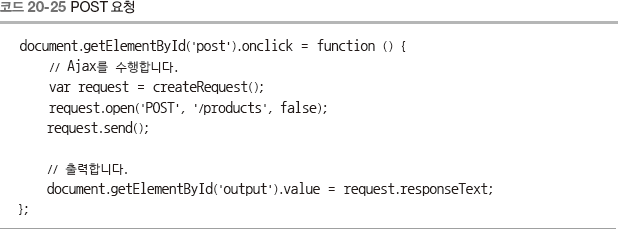 코드 20-25 POST 요청
document.getElementById('post').onclick = function () {
// Ajax를 수행합니다.
var request = createRequest();
request.open('POST', '/products', false);
request.send();
// 출력합니다.
document.getElementById('output').value = request.responseText;
};